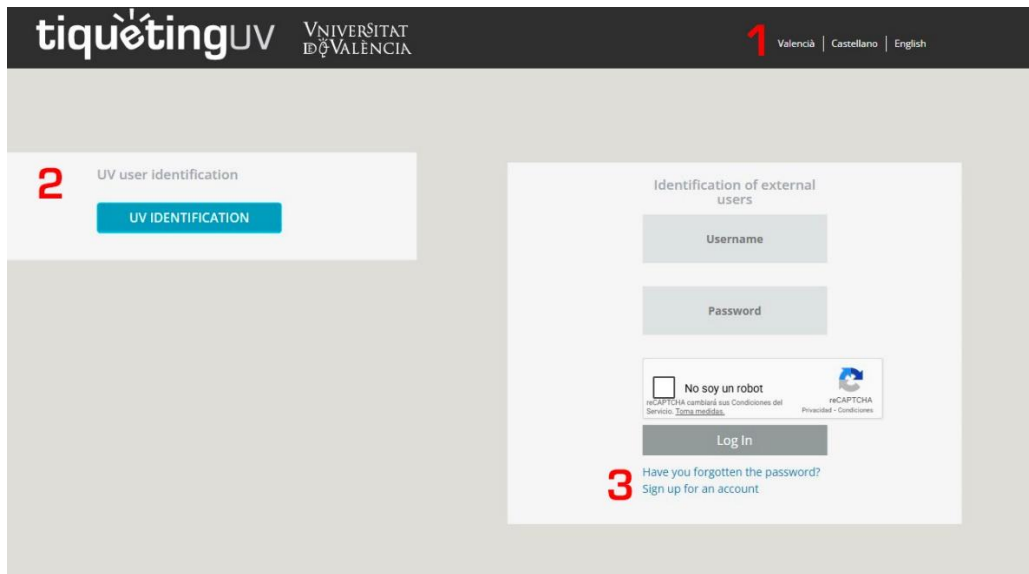 tiquètinguv VNIVERSITAT
D VALÈNCIA
1 Valencià | Castellano | English
2 UV user identification
UV IDENTIFICATION
Identification of external
users
Username
Password
No soy un robot
reCAPTCHA cambiará sus Condiciones del
Servicio. Toma medidas.
reCAPTCHA
Privacidad - Condiciones
Log In
3 Have you forgotten the password?
Sign up for an account